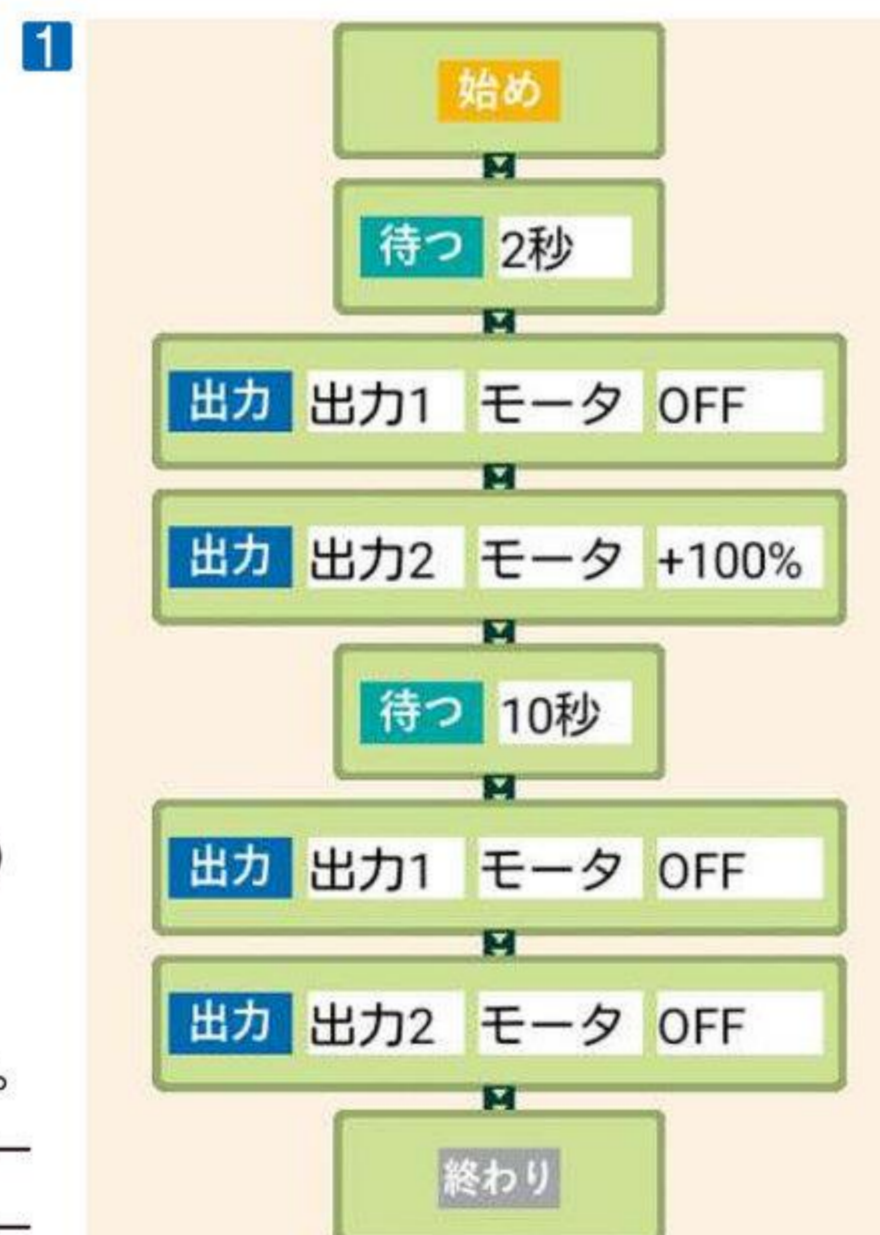 1
始め
待つ 2秒
出力 出力1 モータ OFF
出力 出力2 モータ +100%
待つ 10秒
出力 出力1 モータ OFF
出力 出力2 モータ OFF
終わり
)
。